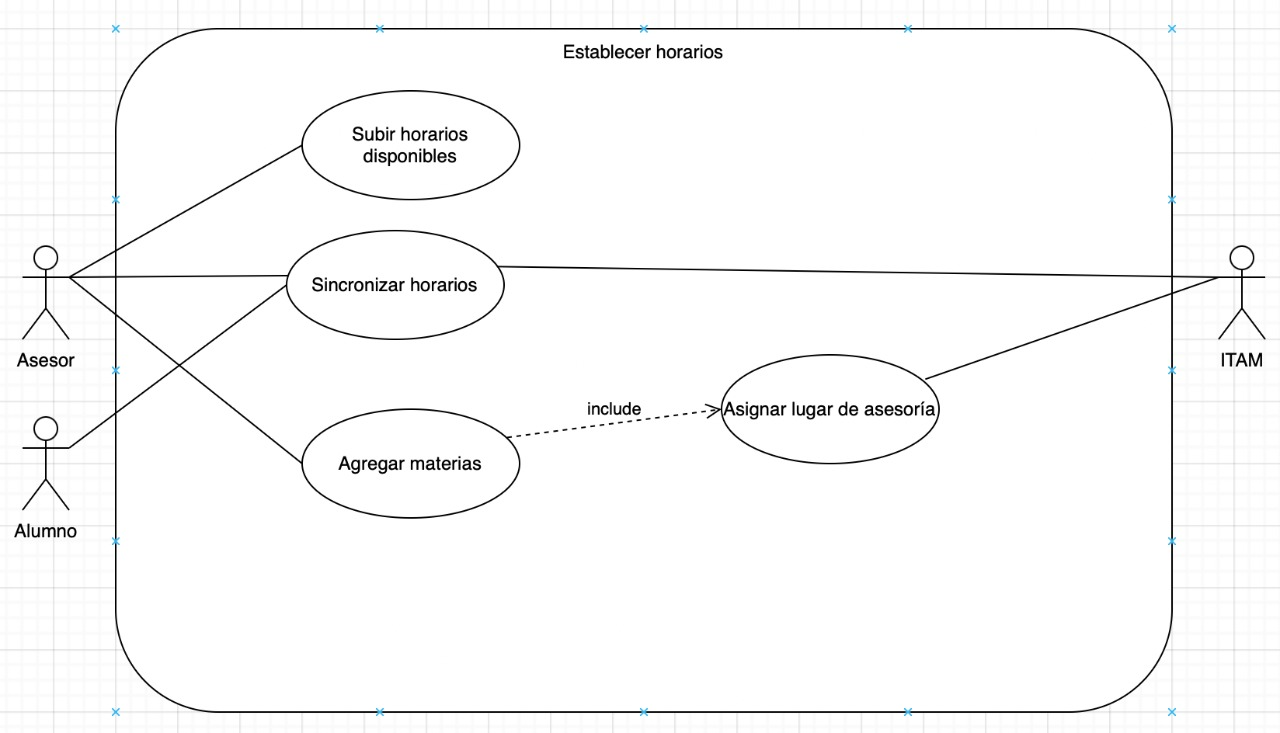 Establecer horarios
Subir horarios
disponibles
Sincronizar horarios
Asesor
ITAM
include
Asignar lugar de asesoría
Agregar materias
Alumno